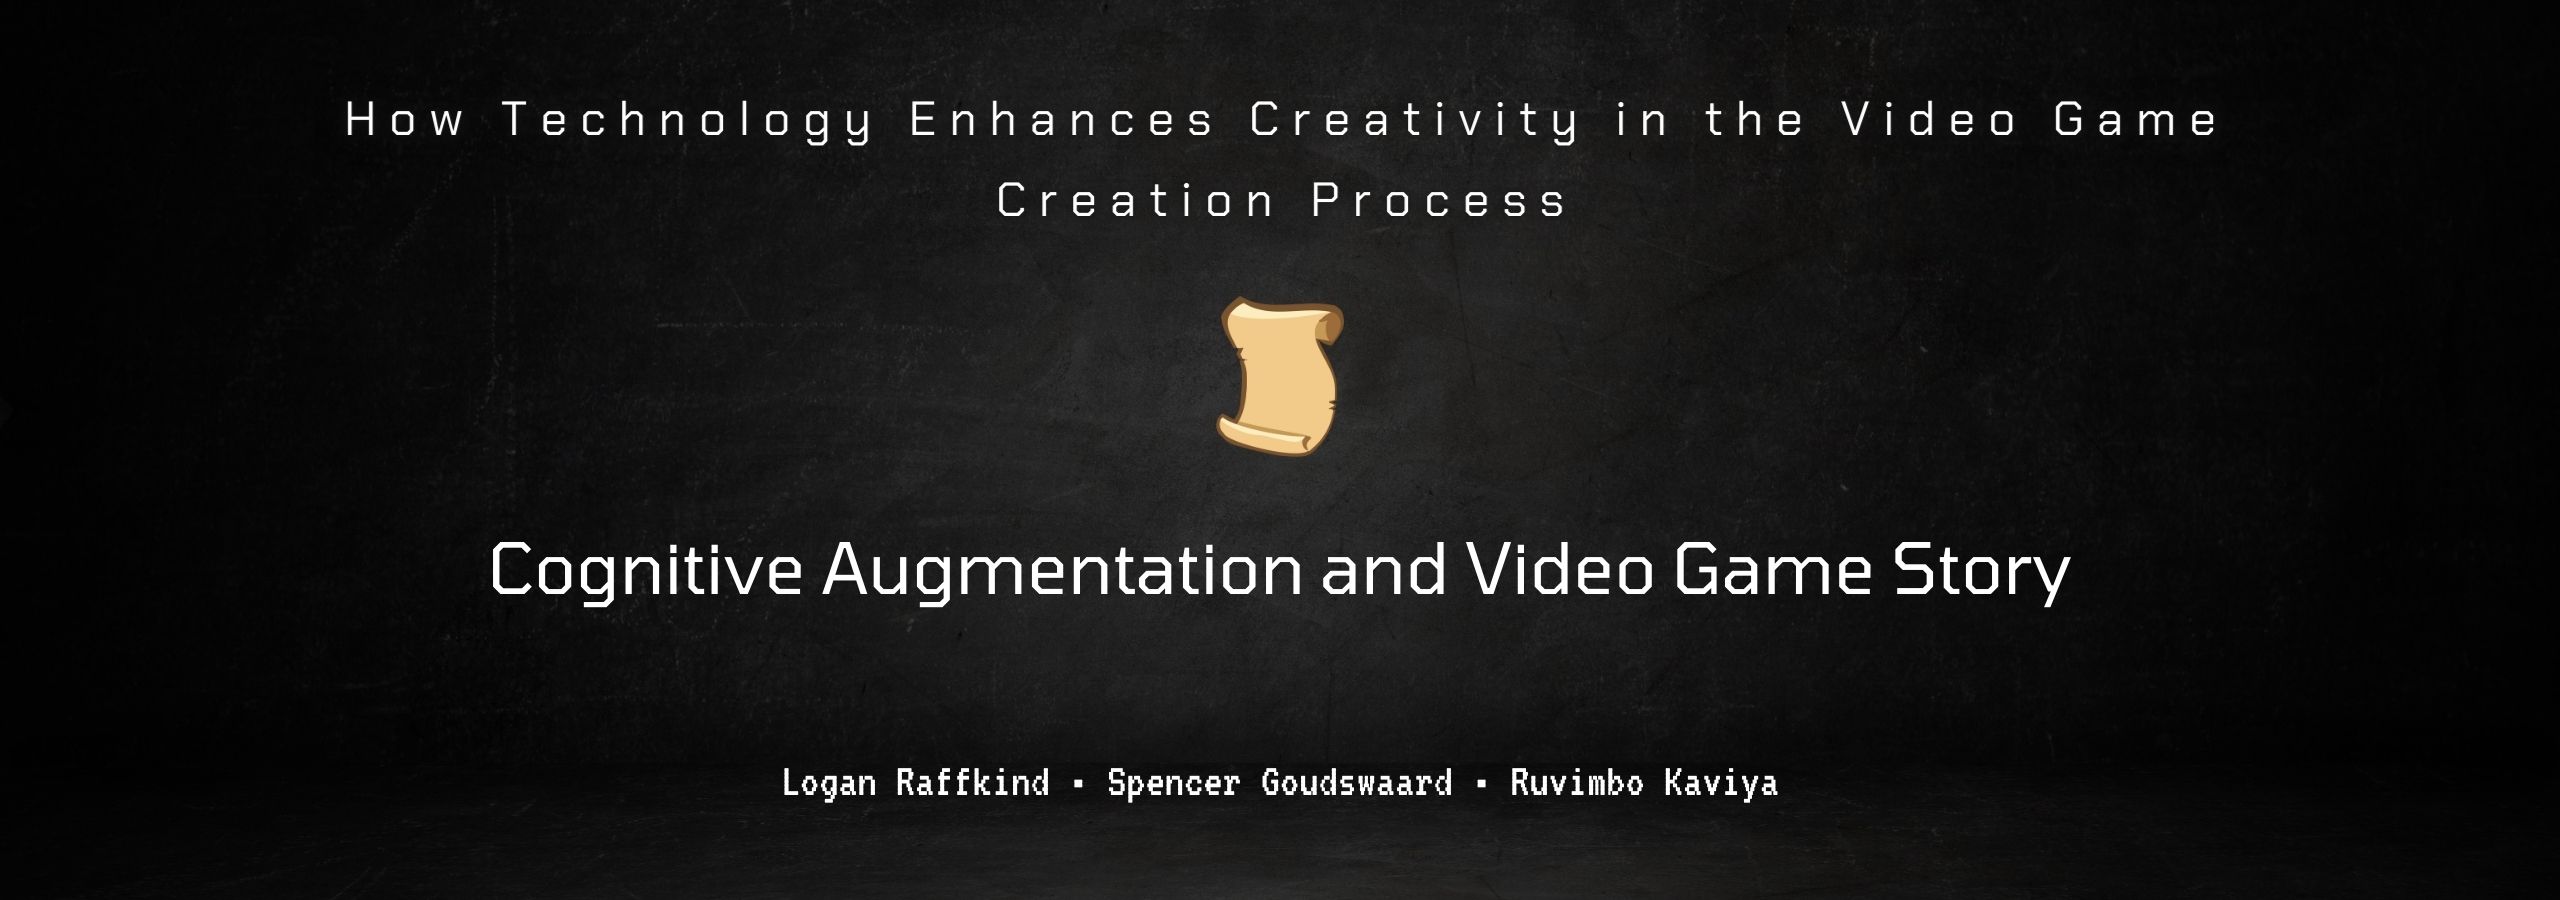 How Technology Enhances Creativity in the Video Game
Creation Process
Cognitive Augmentation and Video Game Story
Logan Raffkind ▪ Spencer Goudswaard ▪ Ruvimbo Kaviya